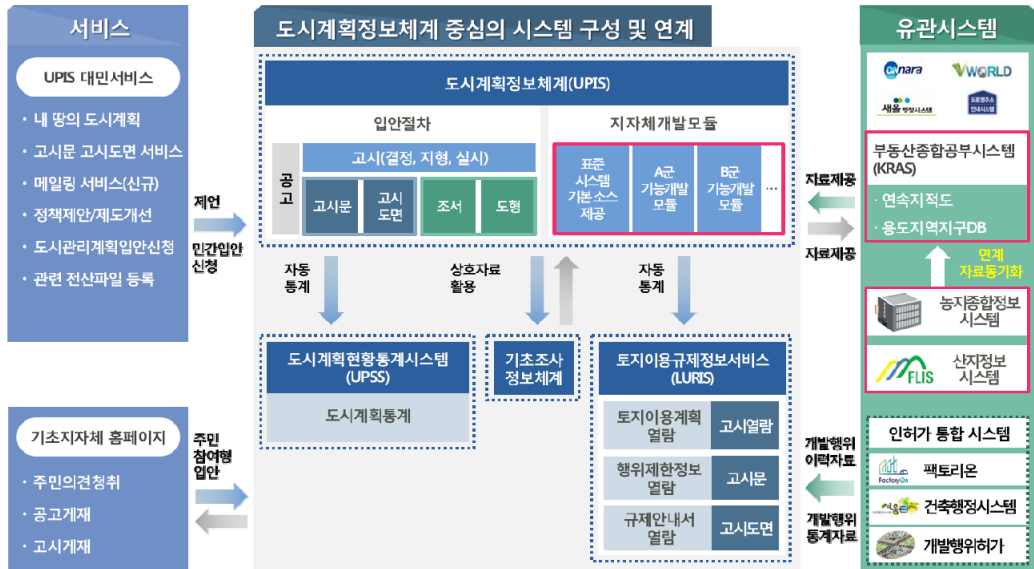 서비스
UPIS 대민서비스
· 내 땅의 도시계획
· 고시문 고시도면 서비스
· 메일링 서비스(신규)
· 정책제안/제도개선
· 도시관리계획입안신청
· 관련 전산파일 등록
기초지자체 홈페이지
· 주민의견청취
· 공고게재
· 고시게재
제언
민간입안
신청
주민
참여형
입안
도시계획정보체계 중심의 시스템 구성 및 연계
도시계획정보체계(UPIS)
입안절차
공고
고시(결정, 지형, 실시)
고시문
고시
도면
조서
도형
지자체개발모듈
표준
시스템
기본 소스
제공
A군
기능개발
모듈
B군
기능개발
모듈
...
자동
통계
상호자료
활용
자동
통계
도시계획현황통계시스템
(UPSS)
도시계획통계
기초조사
정보체계
토지이용규제정보서비스
(LURIS)
토지이용계획
열람
고시열람
행위제한정보
열람
고시문
규제안내서
열람
고시도면
자료제공
자료제공
개발행위
이력자료
개발행위
통계자료
유관시스템
Onnara
VWORLD
새올 행정시스템
도로명주소
안내시스템
부동산종합공부시스템
(KRAS)
· 연속지적도
· 용도지역지구DB
연계
자료동기화
농지종합정보
시스템
FLIS
산지정보
시스템
인허가 통합 시스템
FactoryOn
팩토리온
세움터
건축행정시스템
개발행위허가